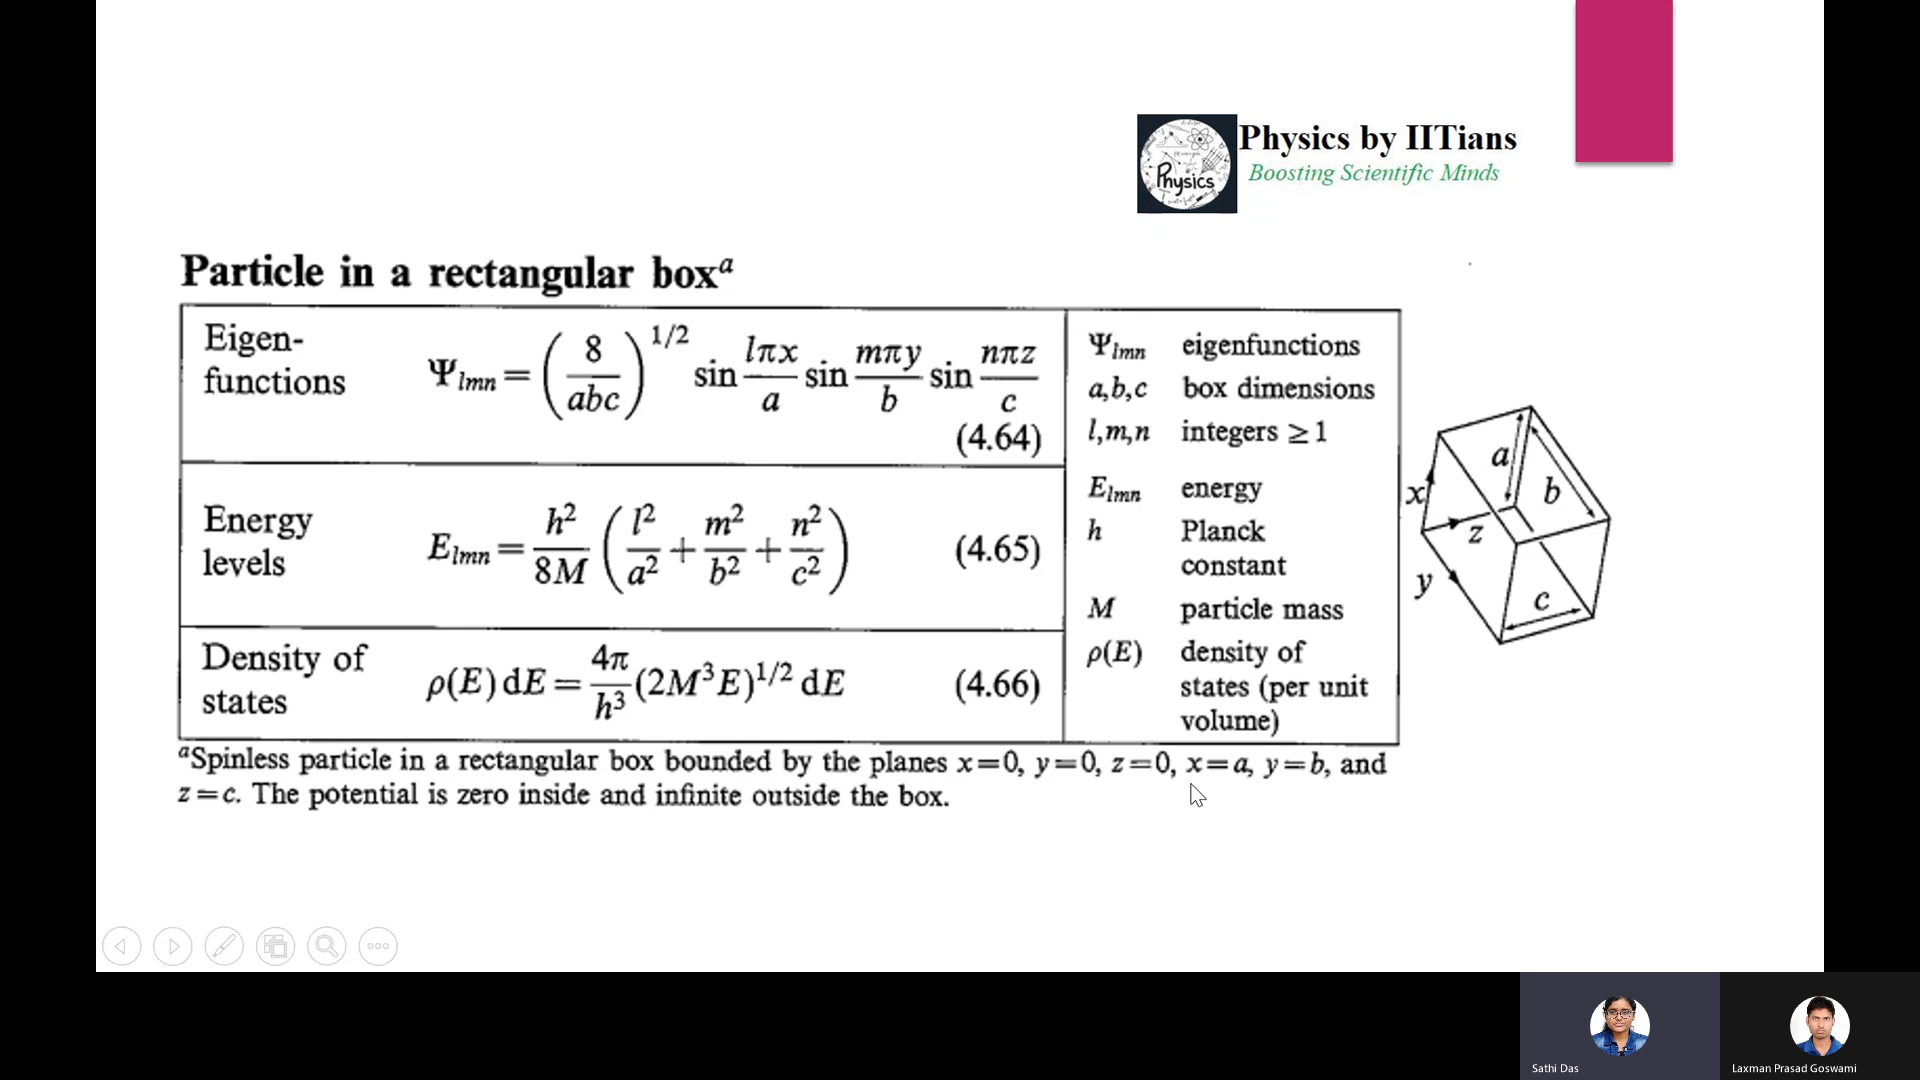 Physics by IITians
Boosting Scientific Minds
Physics
Particle in a rectangular boxᵃ
Eigen-
functions
Ψ_lmn = (8/abc)^1/2 sin lπx/a sin mπy/b sin nπz/c
(4.64)
Energy
levels
E_lmn = h²/8M (l²/a² + m²/b² + n²/c²) (4.65)
Density of
states
ρ(E) dE = 4π/h³ (2M³E)^1/2 dE (4.66)
Ψ_lmn eigenfunctions
a,b,c box dimensions
l,m,n integers ≥ 1
E_lmn energy
h Planck
constant
M particle mass
ρ(E) density of
states (per unit
volume)
a
b
x
z
y
c
ᵃSpinless particle in a rectangular box bounded by the planes x=0, y=0, z=0, x=a, y=b, and
z=c. The potential is zero inside and infinite outside the box.
Sathi Das
Laxman Prasad Goswami